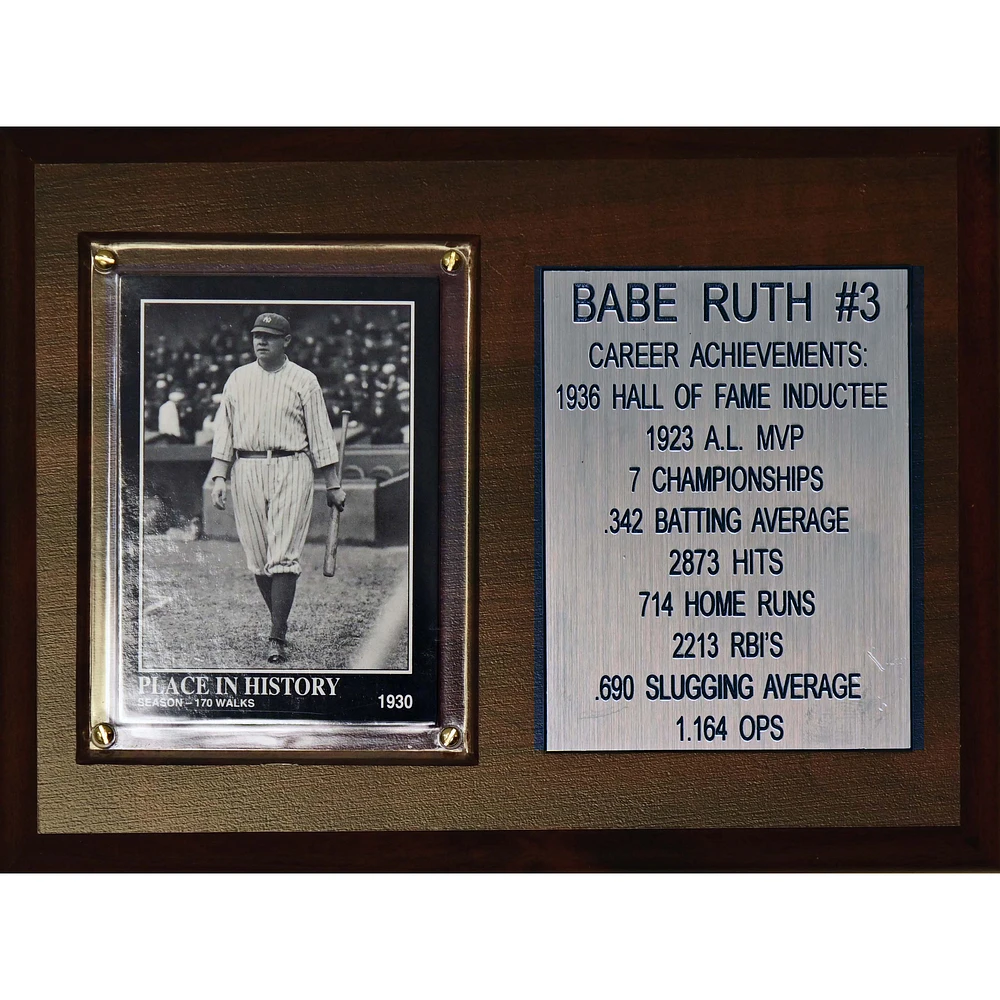 PLACE IN HISTORY
SEASON – 170 WALKS 1930
BABE RUTH #3
CAREER ACHIEVEMENTS:
1936 HALL OF FAME INDUCTEE
1923 A.L. MVP
7 CHAMPIONSHIPS
.342 BATTING AVERAGE
2873 HITS
714 HOME RUNS
2213 RBI'S
.690 SLUGGING AVERAGE
1.164 OPS